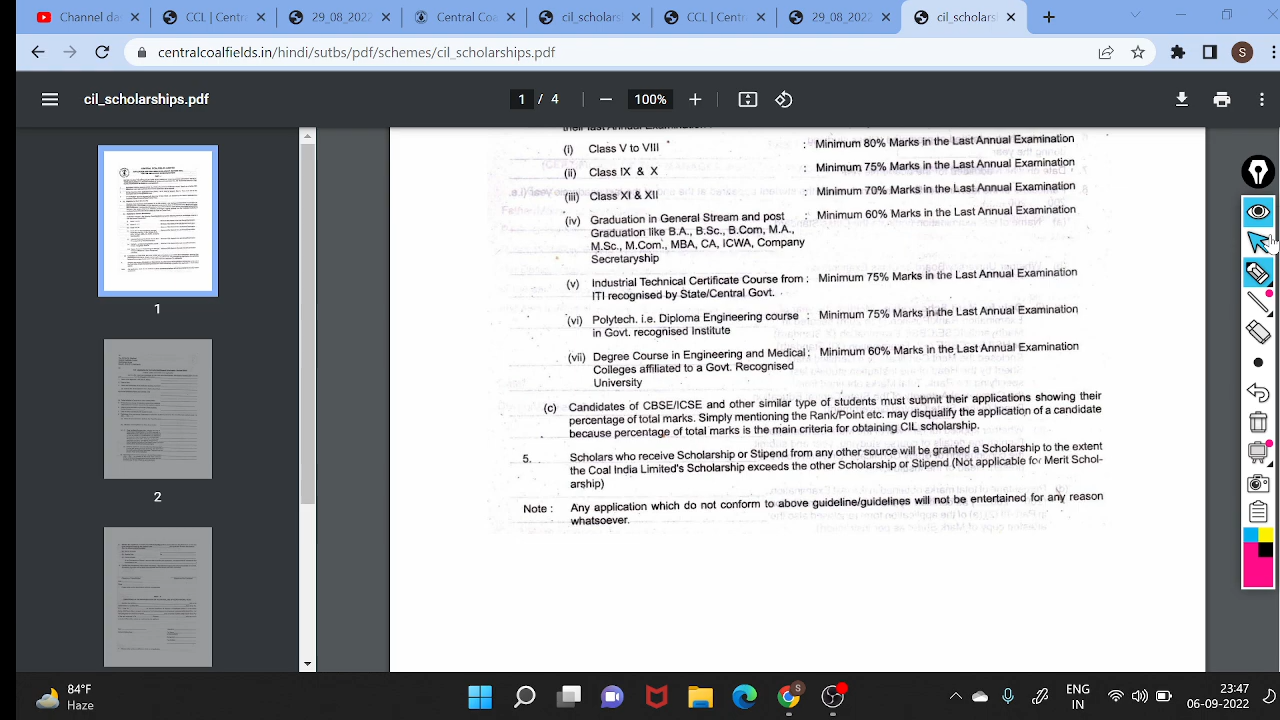 Channel da
CCL | Centr
29_08_2022
Central Coa
cil_scholars
CCL | Centr
29_08_2022
cil_scholars
centralcoalfields.in/hindi/sutbs/pdf/schemes/cil_scholarships.pdf
S
cil_scholarships.pdf
1 / 4
100%
their last Annual Examination
(i) Class V to VIII : Minimum 80% Marks in the Last Annual Examination
(ii) Class IX & X : Minimum 75% Marks in the Last Annual Examination
(iii) Class XI & XII : Minimum 70% Marks in the Last Annual Examination
(iv) Graduation in General Stream and post : Minimum 60% Marks in the Last Annual Examination
Graduation like B.A., B.Sc., B.Com, M.A.,
M.Sc., M.Com., MBA, CA, ICWA, Company
Secretaryship
(v) Industrial Technical Certificate Course from : Minimum 75% Marks in the Last Annual Examination
ITI recognised by State/Central Govt.
(vi) Polytech. i.e. Diploma Engineering course : Minimum 75% Marks in the Last Annual Examination
in Govt. recognised Institute
(vii) Degree Course in Engineering and Medical : Minimum 60% Marks in the Last Annual Examination
Colleges affiliated to a Govt. Recognised
University
(c) Candidates of CBSE/ICSE and other similar type of students must submit their applications showing their
percentage of total marks. Simply mentioning the Rank/Point etc. may disqualify the application of a candidate
because percentage of total marks is the main criteria for obtaining CIL scholarship.
5. Scholars who receive Scholarship or Stipend from any other source will be granted a Scholarship to the extent
the Coal India Limited's Scholarship exceeds the other Scholarship or Stipend (Not applicable for Merit Schol-
arship)
Note : Any application which do not conform to above guideline/guidelines will not be entertained for any reason
whatsoever.
1
2
84°F
Haze
S
ENG
IN
23:47
06-09-2022